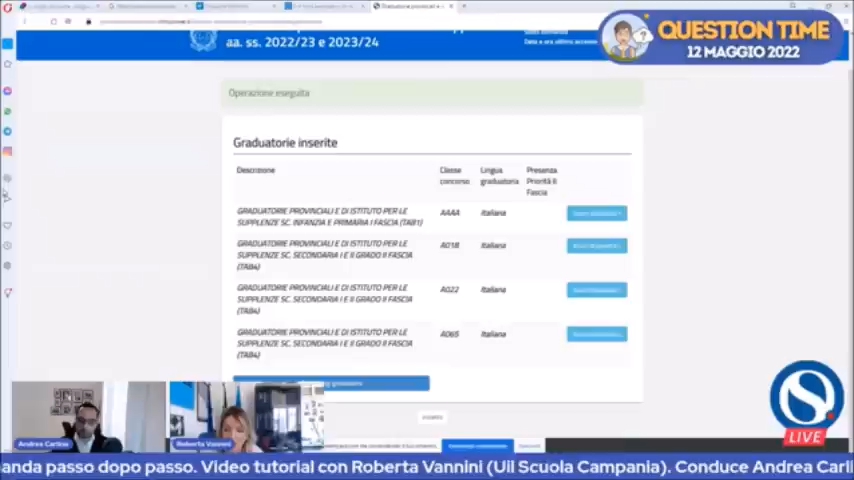 QUESTION TIME
12 MAGGIO 2022
aa. ss. 2022/23 e 2023/24
Operazione eseguita
Graduatorie inserite
Descrizione
Classe concorso
Lingua graduatoria
Presenza Priorità II Fascia
GRADUATORIE PROVINCIALI E DI ISTITUTO PER LE
SUPPLENZE SC. INFANZIA E PRIMARIA I FASCIA (TAB1)
AAAA
Italiana
GRADUATORIE PROVINCIALI E DI ISTITUTO PER LE
SUPPLENZE SC. SECONDARIA I E II GRADO II FASCIA
(TAB4)
A018
Italiana
GRADUATORIE PROVINCIALI E DI ISTITUTO PER LE
SUPPLENZE SC. SECONDARIA I E II GRADO II FASCIA
(TAB4)
A022
Italiana
GRADUATORIE PROVINCIALI E DI ISTITUTO PER LE
SUPPLENZE SC. SECONDARIA I E II GRADO II FASCIA
(TAB4)
A065
Italiana
Andrea Carlino
Roberta Vannini
LIVE
anda passo dopo passo. Video tutorial con Roberta Vannini (Uil Scuola Campania). Conduce Andrea Carli